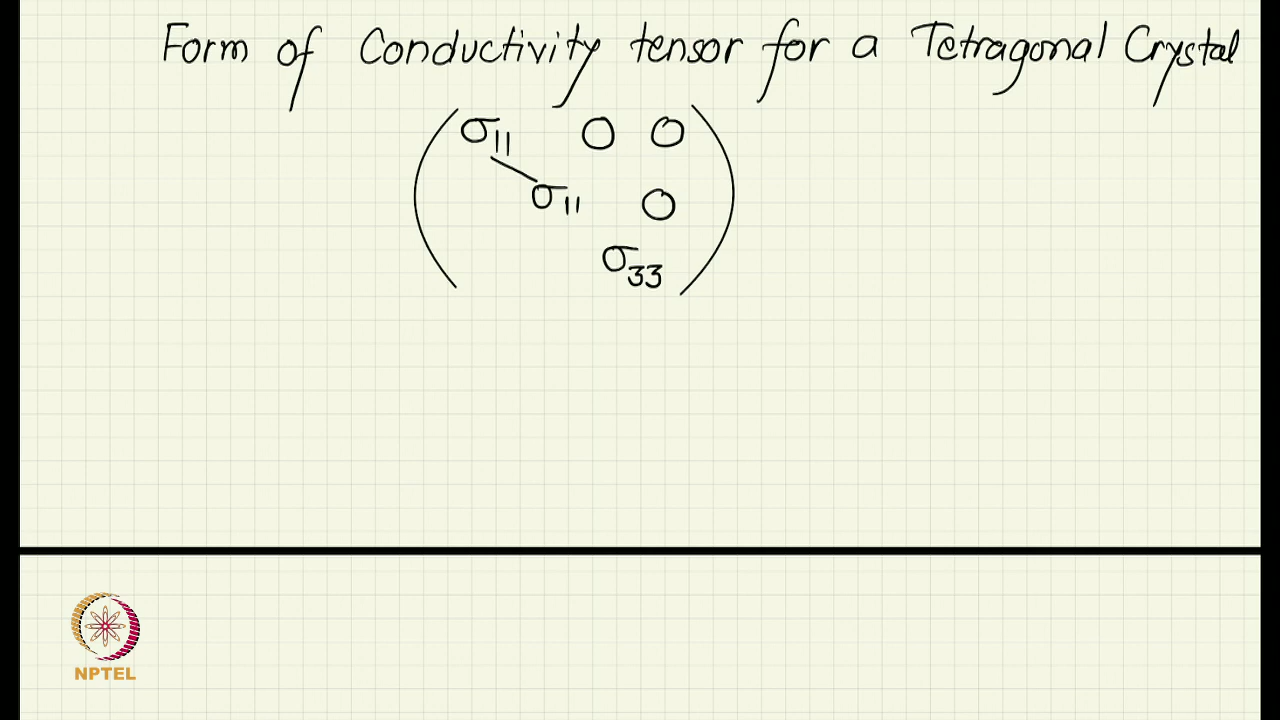 Form of Conductivity tensor for a Tetragonal Crystal
σ11 0 0
σ11 0
σ33
NPTEL